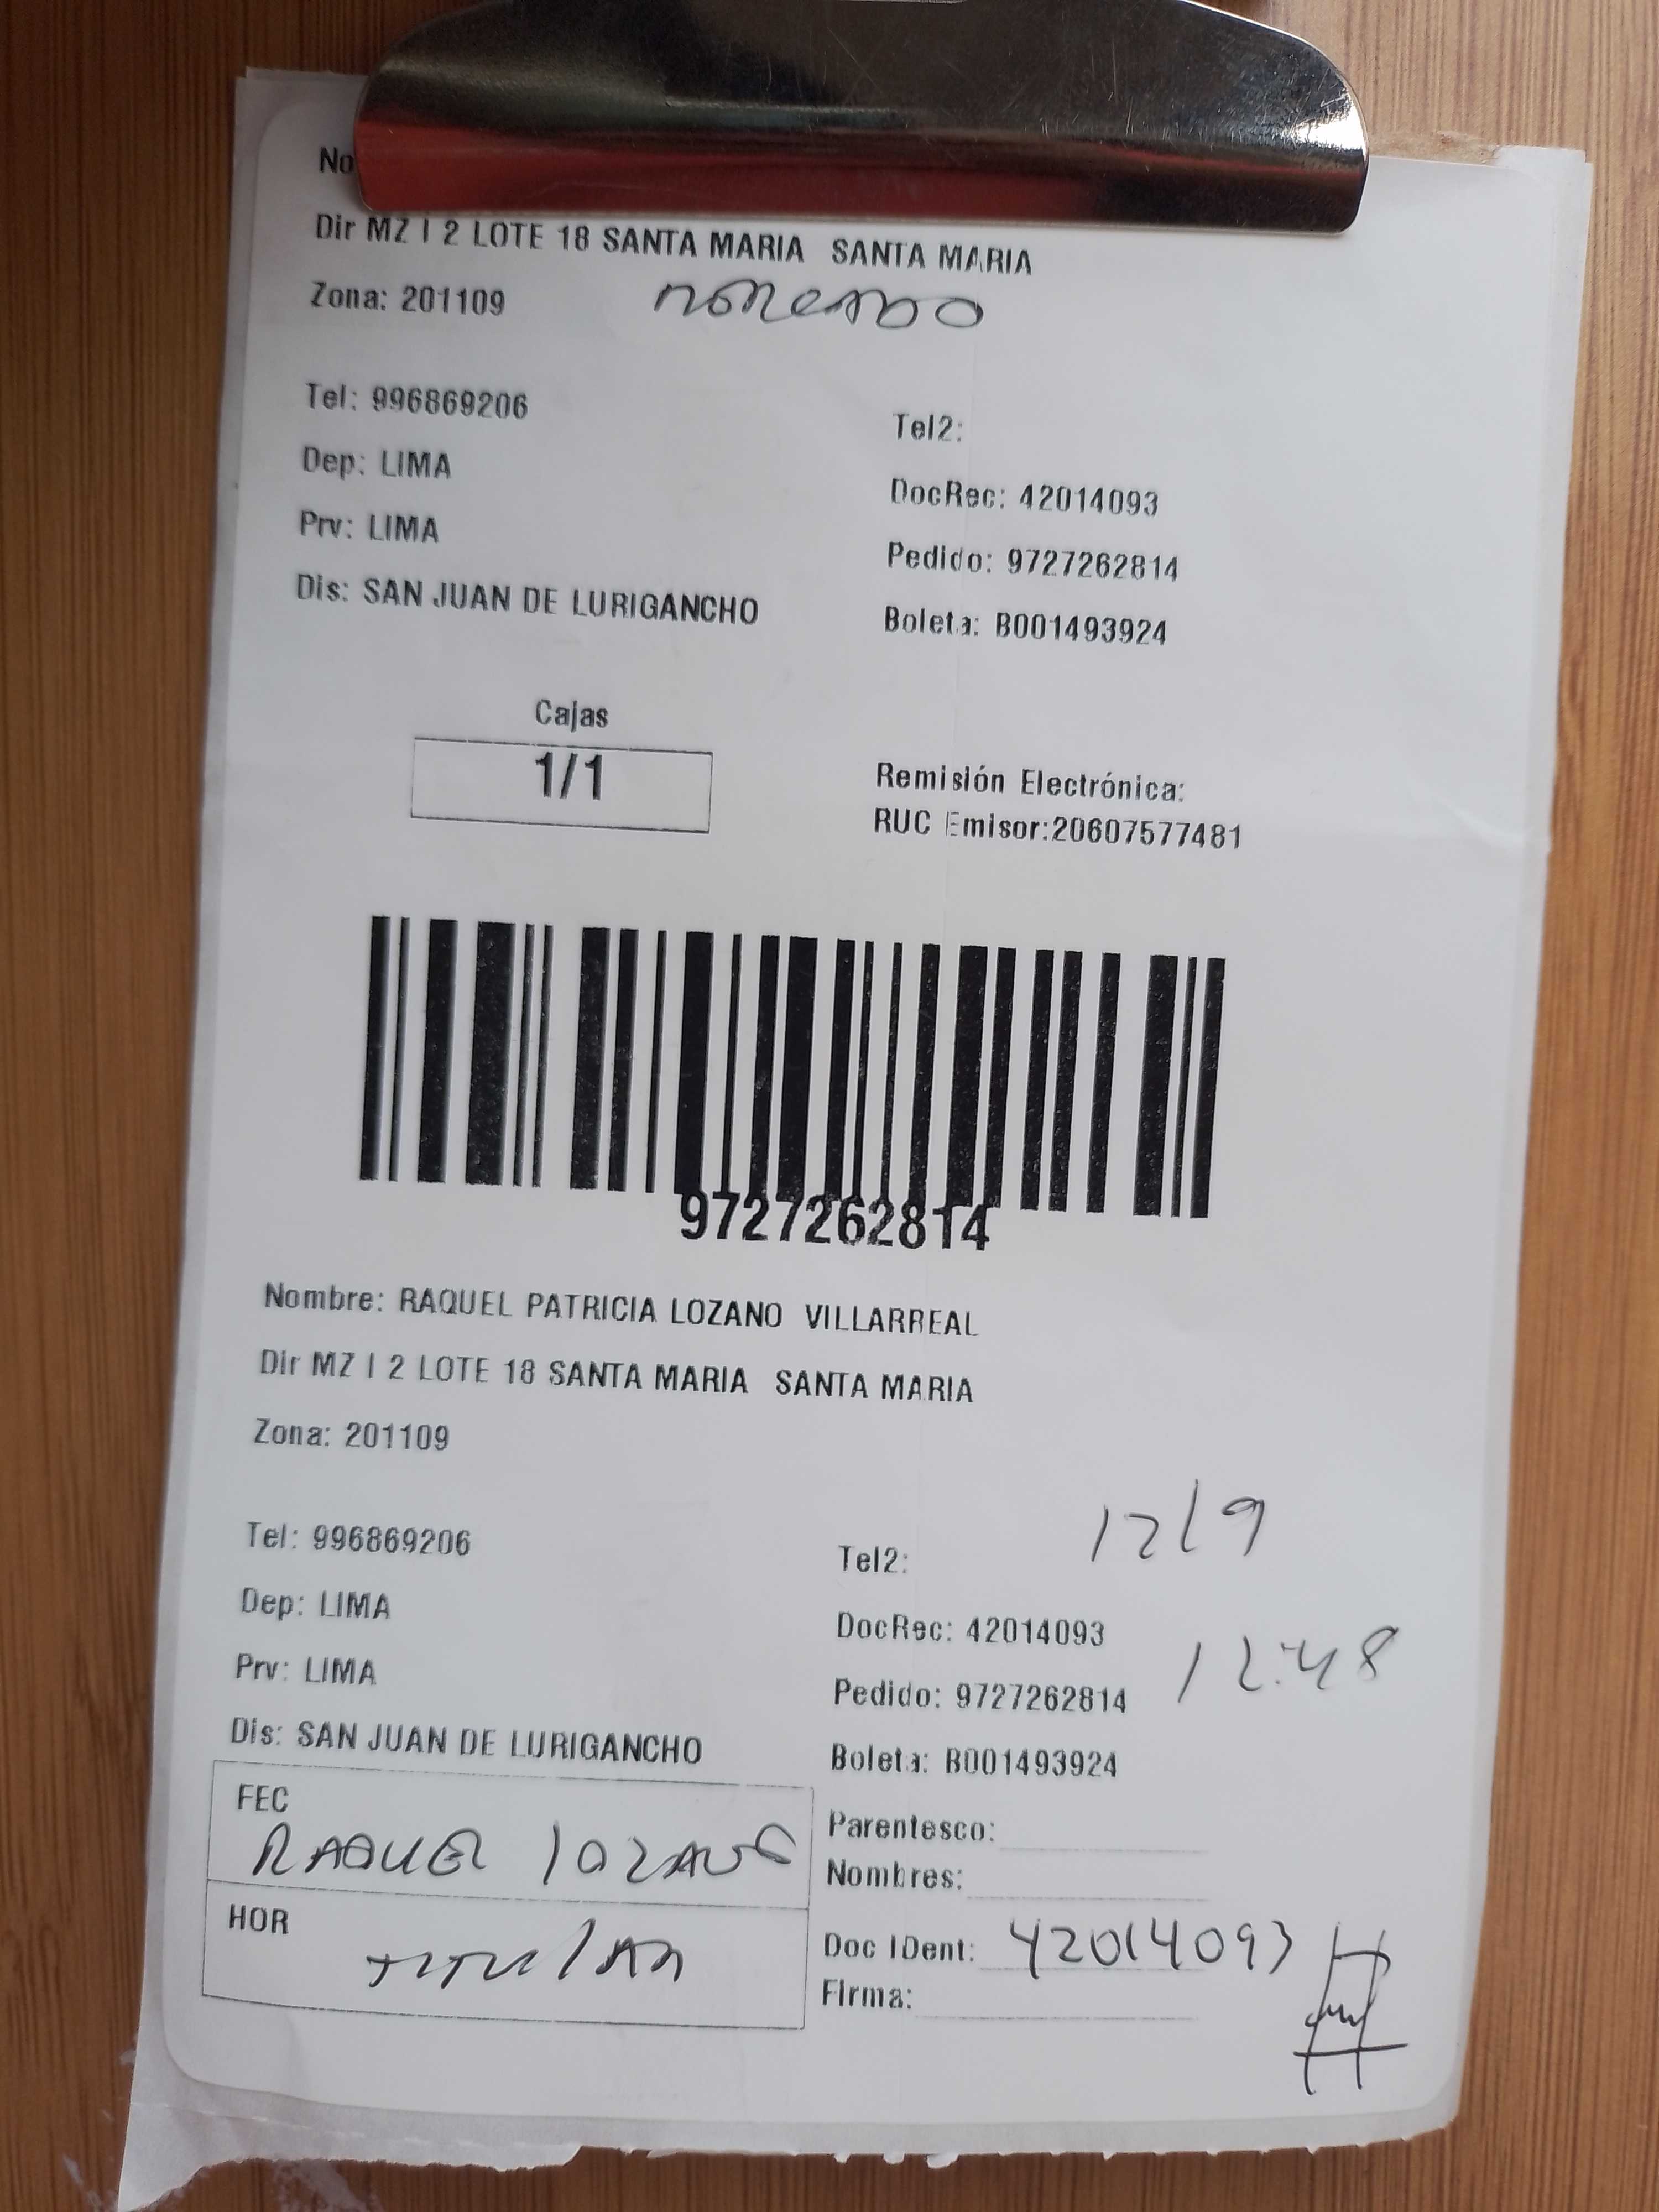 No
Dir MZ I 2 LOTE 18 SANTA MARIA SANTA MARIA
Zona: 201109
Tel: 996869206
Tel2:
Dep: LIMA
DocRec: 42014093
Prv: LIMA
Pedido: 9727262814
Dis: SAN JUAN DE LURIGANCHO
Boleta: B001493924
Cajas
1/1
Remisión Electrónica:
RUC Emisor:20607577481
9727262814
Nombre: RAQUEL PATRICIA LOZANO VILLARREAL
Dir MZ I 2 LOTE 18 SANTA MARIA SANTA MARIA
Zona: 201109
12/9
Tel: 996869206
Tel2:
Dep: LIMA
DocRec: 42014093
12:48
Prv: LIMA
Pedido: 9727262814
Dis: SAN JUAN DE LURIGANCHO
Boleta: B001493924
FEC
RAQUEL LOZANO
Parentesco:
Nombres:
HOR
TITULAR
Doc IDent: 42014093
Firma: